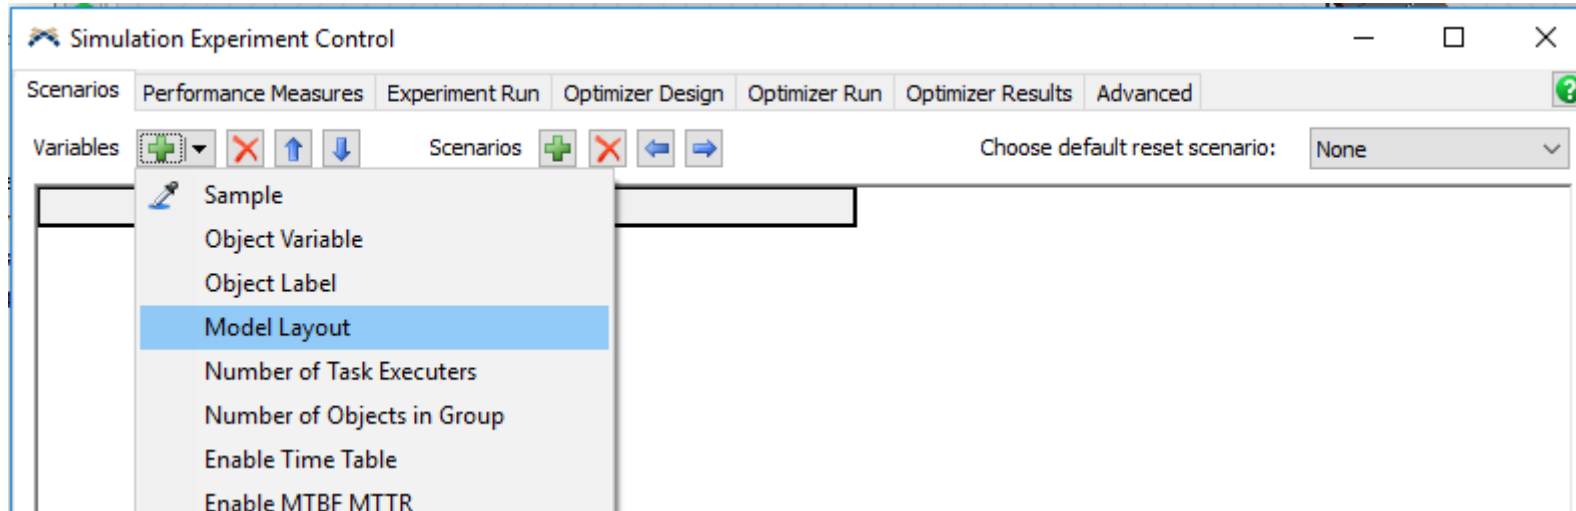 Simulation Experiment Control
Scenarios Performance Measures Experiment Run Optimizer Design Optimizer Run Optimizer Results Advanced
Variables Scenarios Choose default reset scenario: None
Sample
Object Variable
Object Label
Model Layout
Number of Task Executers
Number of Objects in Group
Enable Time Table
Enable MTBF MTTR